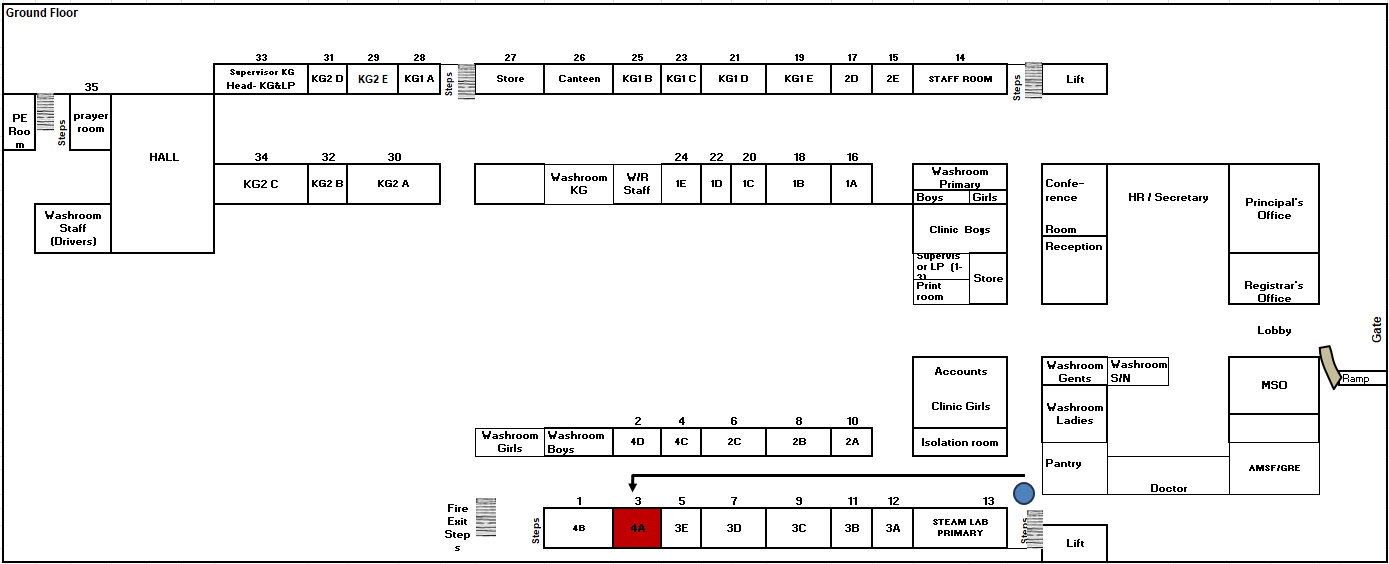 Ground Floor
33
31
29
28
27
26
25
23
21
19
17
15
14
Supervisor KG
Head- KG&LP
KG2 D
KG2 E
KG1 A
Steps
Store
Canteen
KG1 B
KG1 C
KG1 D
KG1 E
2D
2E
STAFF ROOM
Steps
Lift
35
PE
Roo
m
Steps
prayer
room
HALL
34
32
30
24
22
20
18
16
KG2 C
KG2 B
KG2 A
Washroom
KG
W/R
Staff
1E
1D
1C
1B
1A
Washroom
Primary
Boys
Girls
Clinic Boys
Supervis
or LP (1-
3)
Print
room
Store
Confe-
rence
Room
Reception
HR / Secretary
Principal's
Office
Registrar's
Office
Washroom
Staff
(Drivers)
Lobby
Gate
Ramp
Accounts
Clinic Girls
Isolation room
Washroom
Gents
Washroom
S/N
Washroom
Ladies
Pantry
Doctor
MSO
AMSF/GRE
2
4
6
8
10
Washroom
Girls
Washroom
Boys
4D
4C
2C
2B
2A
Fire
Exit
Step
s
Steps
1
3
5
7
9
11
12
13
4B
4A
3E
3D
3C
3B
3A
STEAM LAB
PRIMARY
Steps
Lift